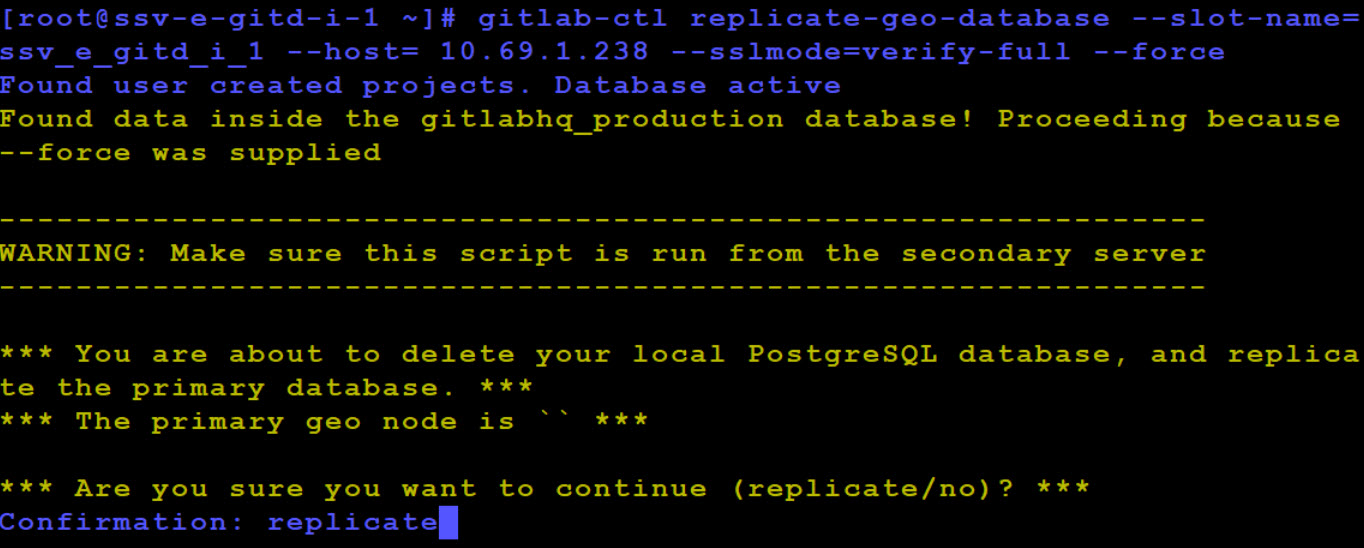 [root@ssv-e-gitd-i-1 ~]# gitlab-ctl replicate-geo-database --slot-name=
ssv_e_gitd_i_1 --host= 10.69.1.238 --sslmode=verify-full --force
Found user created projects. Database active
Found data inside the gitlabhq_production database! Proceeding because
--force was supplied
---------------------------------------------------------------
WARNING: Make sure this script is run from the secondary server
---------------------------------------------------------------
*** You are about to delete your local PostgreSQL database, and replica
te the primary database. ***
*** The primary geo node is `` ***
*** Are you sure you want to continue (replicate/no)? ***
Confirmation: replicate